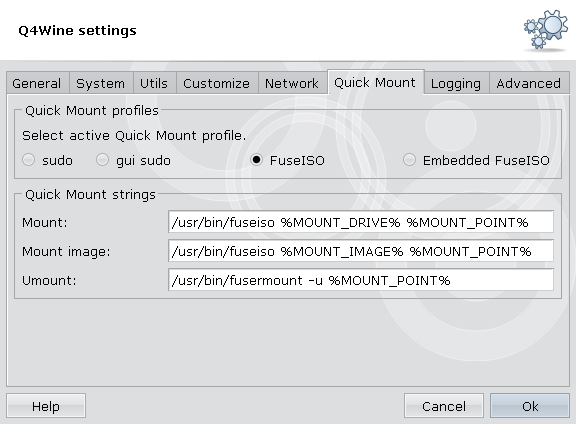 Q4Wine settings
General System Utils Customize Network Quick Mount Logging Advanced
Quick Mount profiles
Select active Quick Mount profile.
sudo gui sudo FuseISO Embedded FuseISO
Quick Mount strings
Mount: /usr/bin/fuseiso %MOUNT_DRIVE% %MOUNT_POINT%
Mount image: /usr/bin/fuseiso %MOUNT_IMAGE% %MOUNT_POINT%
Umount: /usr/bin/fusermount -u %MOUNT_POINT%
Help Cancel Ok